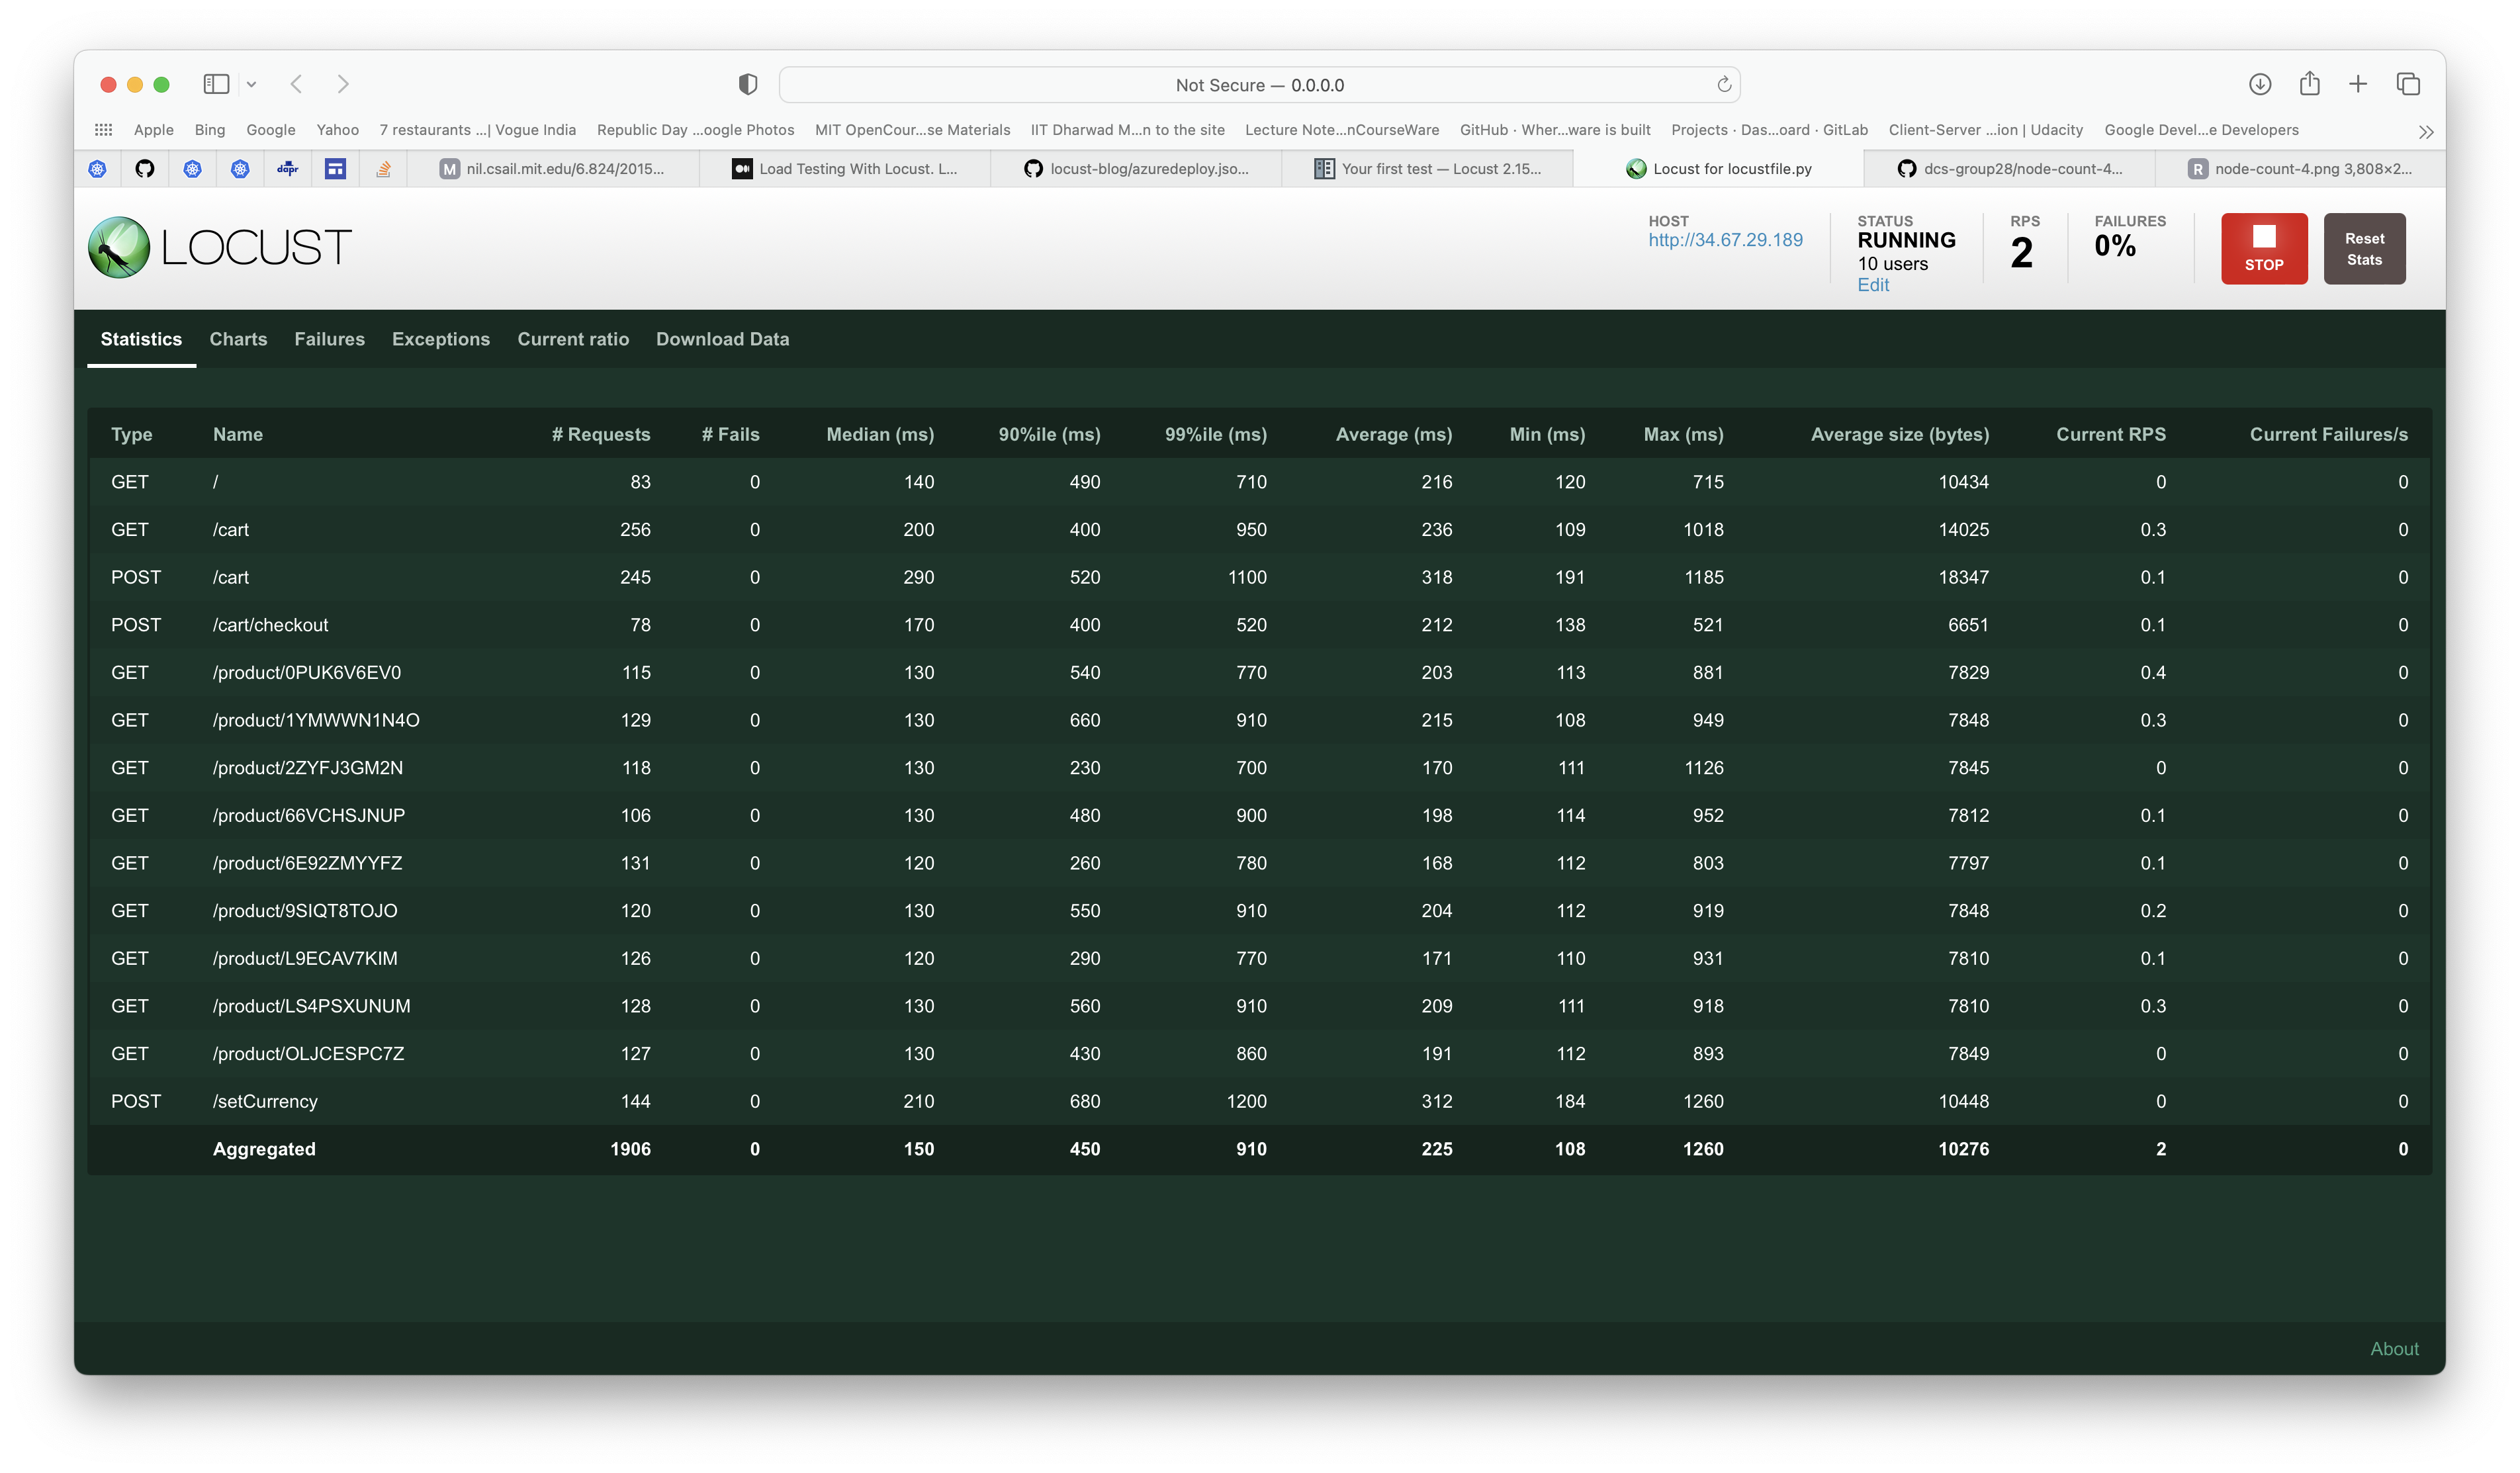 Not Secure — 0.0.0.0
Apple Bing Google Yahoo 7 restaurants ...| Vogue India Republic Day ...oogle Photos MIT OpenCour...se Materials IIT Dharwad M...n to the site Lecture Note...nCourseWare GitHub · Wher...ware is built Projects · Das...oard · GitLab Client-Server ...ion | Udacity Google Devel...e Developers
dapr M nil.csail.mit.edu/6.824/2015... Load Testing With Locust. L... locust-blog/azuredeploy.jso... Your first test — Locust 2.15... Locust for locustfile.py dcs-group28/node-count-4... R node-count-4.png 3,808×2...
LOCUST
HOST
http://34.67.29.189
STATUS
RUNNING
10 users
Edit
RPS
2
FAILURES
0%
STOP
Reset
Stats
Statistics Charts Failures Exceptions Current ratio Download Data
Type Name # Requests # Fails Median (ms) 90%ile (ms) 99%ile (ms) Average (ms) Min (ms) Max (ms) Average size (bytes) Current RPS Current Failures/s
GET / 83 0 140 490 710 216 120 715 10434 0 0
GET /cart 256 0 200 400 950 236 109 1018 14025 0.3 0
POST /cart 245 0 290 520 1100 318 191 1185 18347 0.1 0
POST /cart/checkout 78 0 170 400 520 212 138 521 6651 0.1 0
GET /product/0PUK6V6EV0 115 0 130 540 770 203 113 881 7829 0.4 0
GET /product/1YMWWN1N4O 129 0 130 660 910 215 108 949 7848 0.3 0
GET /product/2ZYFJ3GM2N 118 0 130 230 700 170 111 1126 7845 0 0
GET /product/66VCHSJNUP 106 0 130 480 900 198 114 952 7812 0.1 0
GET /product/6E92ZMYYFZ 131 0 120 260 780 168 112 803 7797 0.1 0
GET /product/9SIQT8TOJO 120 0 130 550 910 204 112 919 7848 0.2 0
GET /product/L9ECAV7KIM 126 0 120 290 770 171 110 931 7810 0.1 0
GET /product/LS4PSXUNUM 128 0 130 560 910 209 111 918 7810 0.3 0
GET /product/OLJCESPC7Z 127 0 130 430 860 191 112 893 7849 0 0
POST /setCurrency 144 0 210 680 1200 312 184 1260 10448 0 0
Aggregated 1906 0 150 450 910 225 108 1260 10276 2 0
About